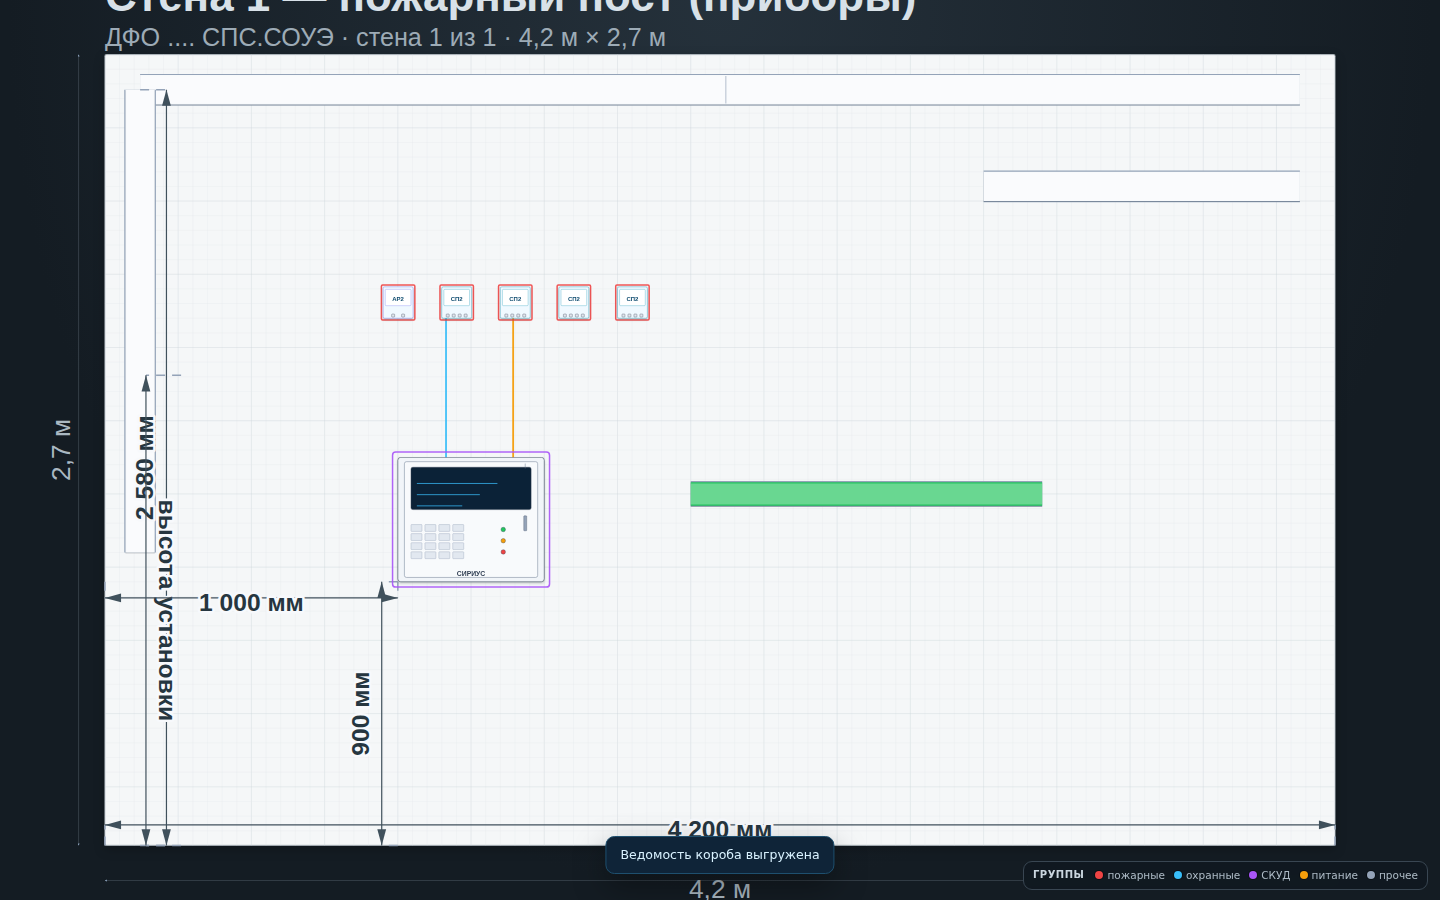 Стена 1 — пожарный пост (приборы)
ДФО .... СПС.СОУЭ · стена 1 из 1 · 4,2 м × 2,7 м
АР2
СП2
СП2
СП2
СП2
2,7 м
2 580 мм
высота установки
СИРИУС
1 000 мм
900 мм
4 200 мм
Ведомость короба выгружена
4,2 м
ГРУППЫ пожарные охранные СКУД питание прочее